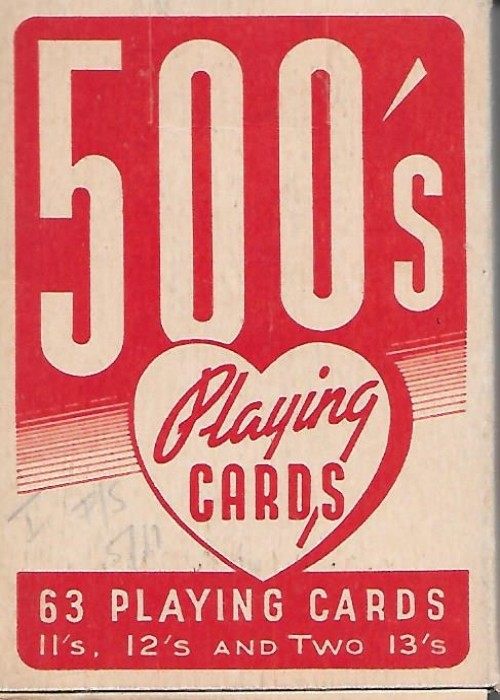 500's
Playing
CARDS
63 PLAYING CARDS
11's, 12's AND TWO 13's